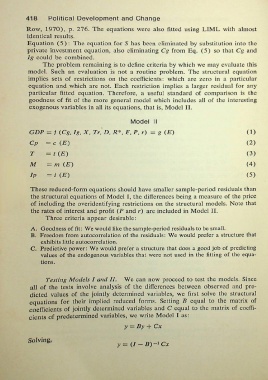 418 Political Development and Change
Row, 1970), p. 276. The equations were also fitted using LIML with almost
identical results.
Equation (5): The equation for S has been eliminated by substitution into the
private investment equation, also eliminating Cg from Eq. (5) so that Cg and
Ig could be combined.
The problem remaining is to define criteria by which we may evaluate this
model. Such an evaluation is not a routine problem. The structural equation
implies sets of restrictions on the coefficients: which are zero in a particular
equation and which are not. Each restriction implies a larger residual for any
particular fitted equation. Therefore, a useful standard of comparison is the
goodness of fit of the more general model which includes all of the interesting
exogenous variables in all its equations, that is, Model II.
Model II
GDP = f (Cg, Ig, X, Tr, D, R*, E, P, r) = g (E) (1)
Cp = c (E) (2)
T = t (E) (3)
M = m (E) (4)
Ip = i (E) (5)
These reduced-form equations should have smaller sample-period residuals than
the structural equations of Model I, the differences being a measure of the price
of including the overidentifying restrictions on the structural models. Note that
the rates of interest and profit (P and r) are included in Model II.
Three criteria appear desirable:
A. Goodness of fit: We would like the sample-period residuals to be small.
B. Freedom from autocorrelation of the residuals: We would prefer a structure that
exhibits little autocorrelation.
C. Predictive power: We would prefer a structure that does a good job of predicting
values of the endogenous variables that were not used in the fitting of the equa-
tions.
Testing Models I and II. We can now proceed to test the models. Since
all of the tests involve analysis of the differences between observed and pre-
dicted values of the jointly determined variables, we first solve the structural
equations for their implied reduced forms. Setting B equal to the matrix of
coefficients of jointly determined variables and C equal to the matrix of coeffi-
cients of predetermined variables, we write Model I as:
y = By + Cx
Solving,
y = (I − B)⁻¹ Cx